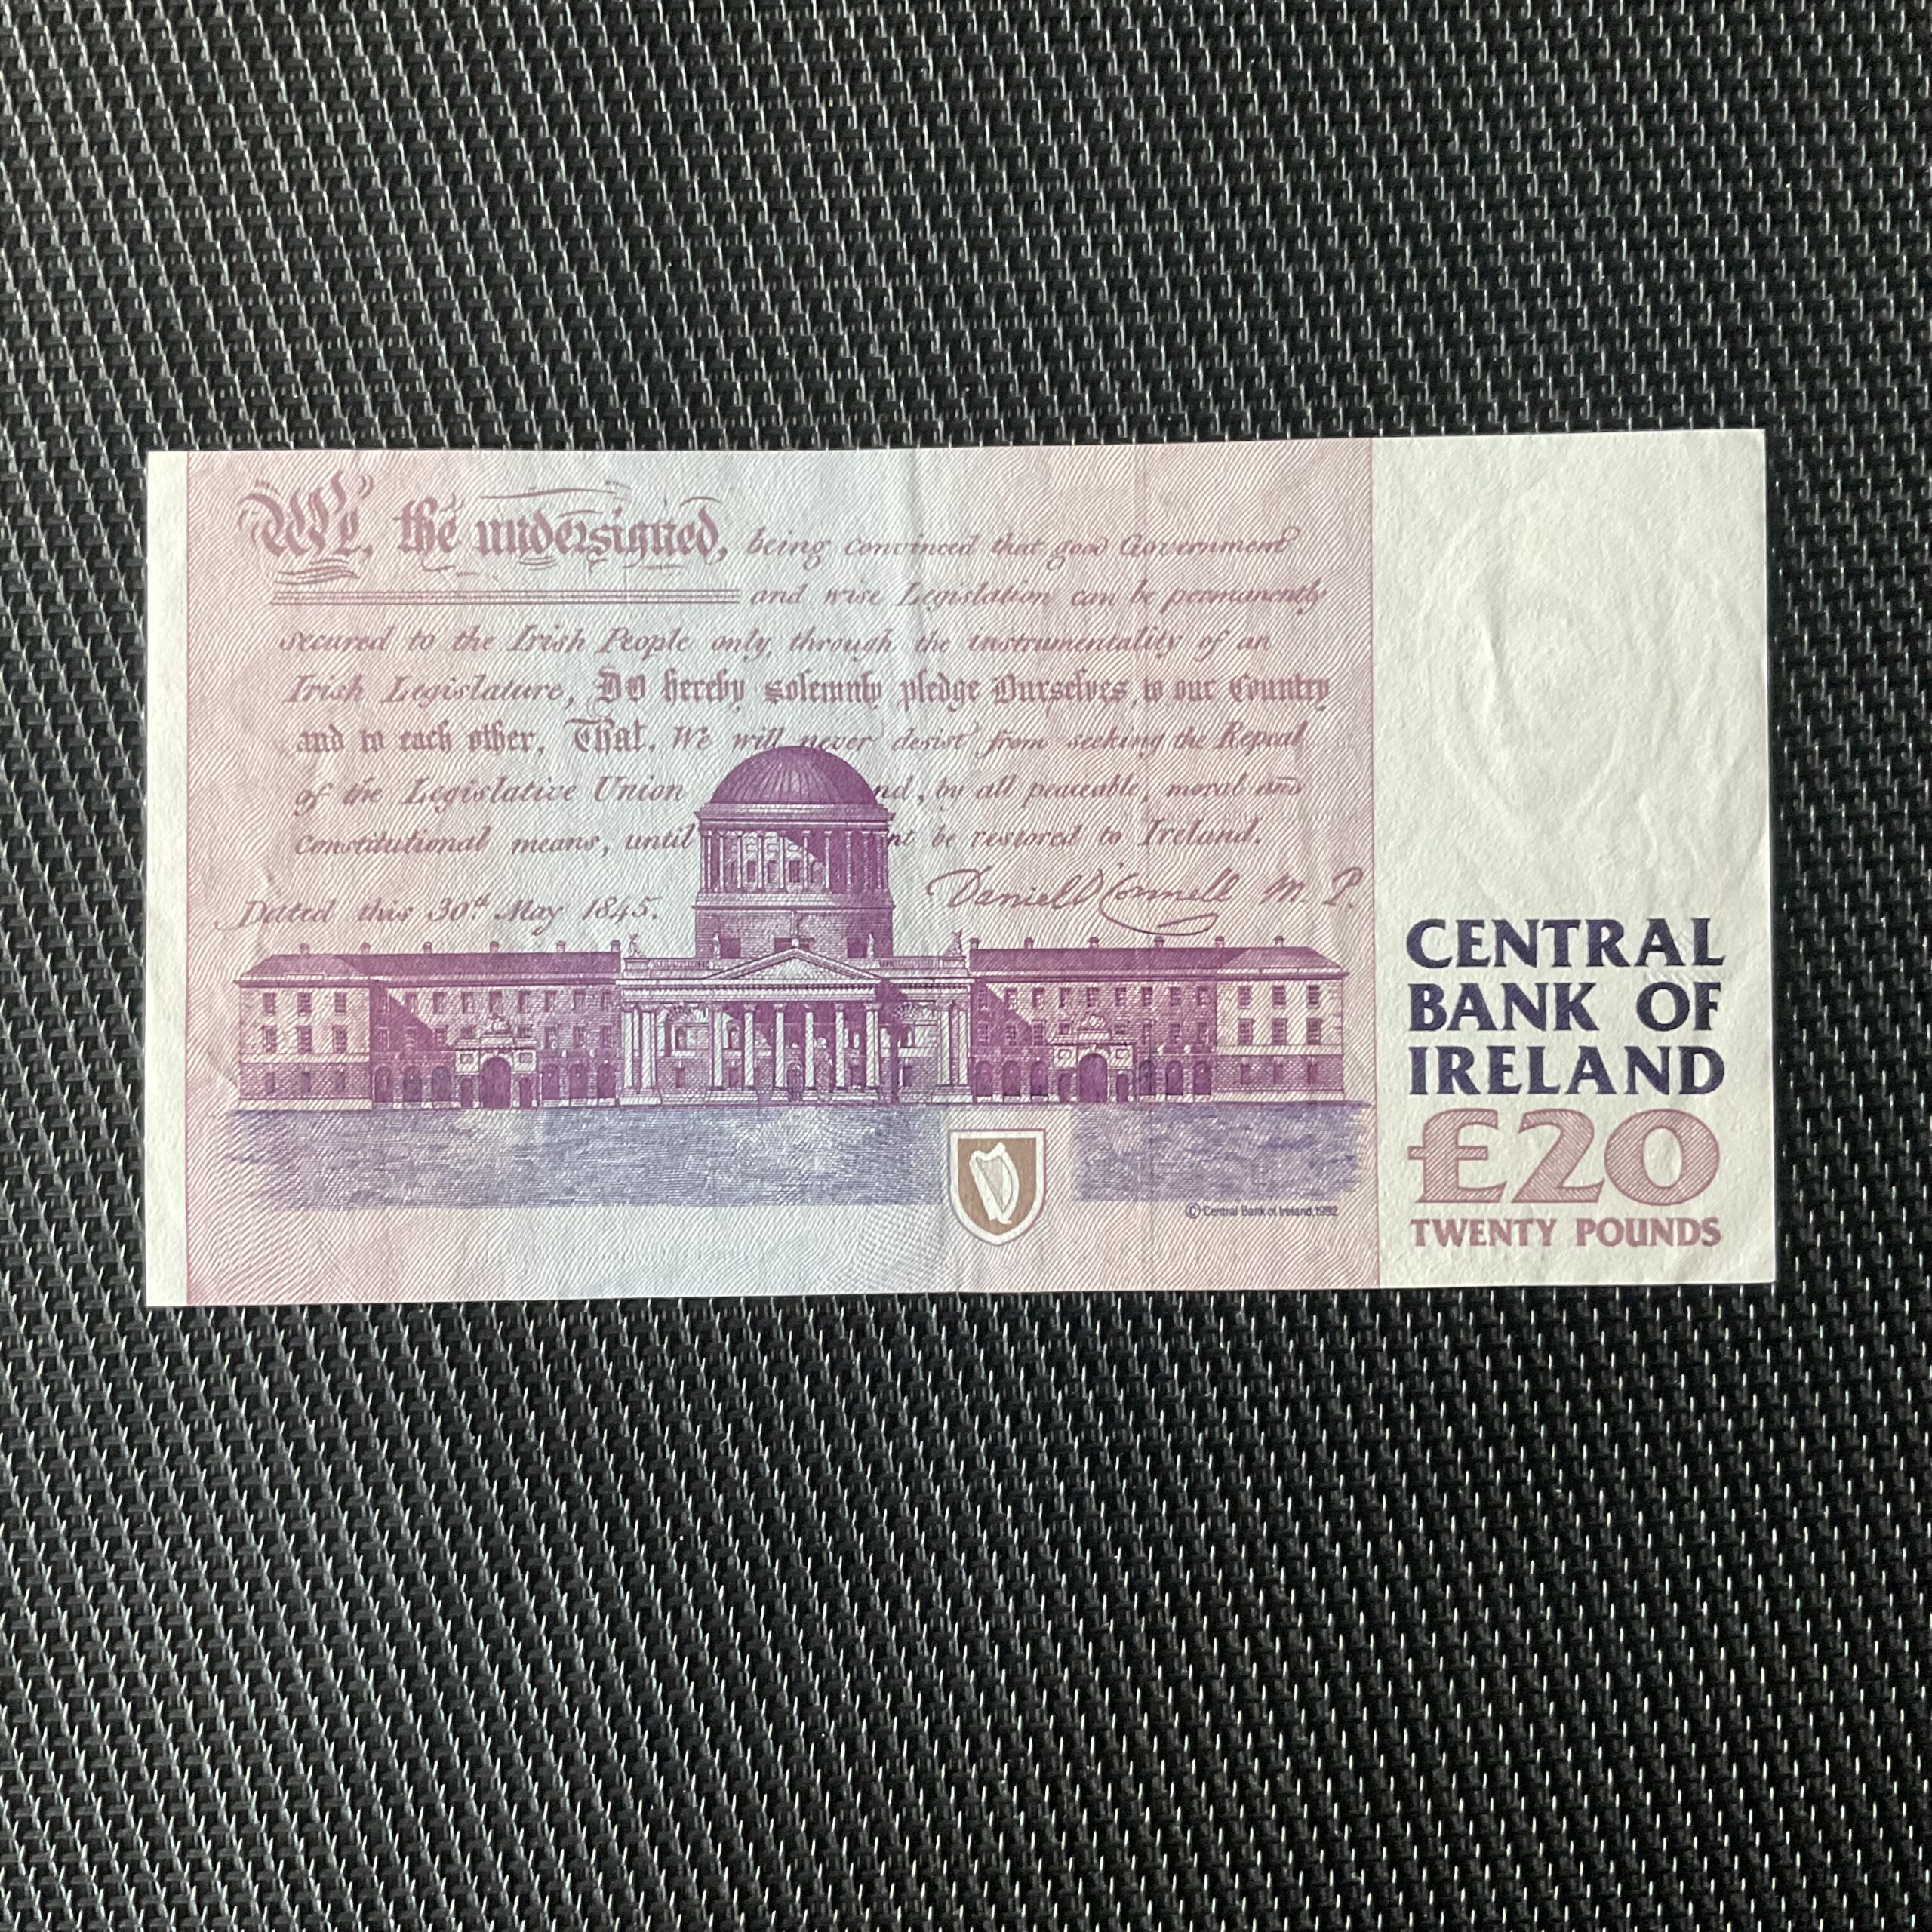 We, the undersigned, being convinced that good Government
and wise Legislation can be permanently
secured to the Irish People only, through the instrumentality of an
Irish Legislature, Do hereby solemnly pledge Ourselves, to our Country
and to each other, That, We will never desist from seeking the Repeal
of the Legislative Union nd, by all peaceable, moral and
Constitutional means, until nt be restored to Ireland.
Dated this 30th May 1845.
Daniel O'Connell M. P.
CENTRAL
BANK OF
IRELAND
£20
TWENTY POUNDS
© Central Bank of Ireland, 1992